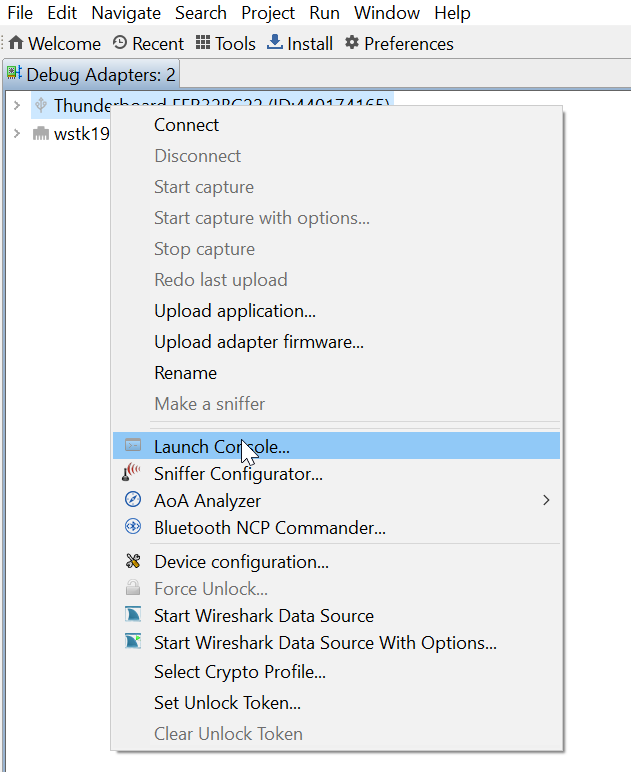 File Edit Navigate Search Project Run Window Help
Welcome Recent Tools Install Preferences
Debug Adapters: 2
Thunderboard EFR32BG22 (ID:440174165)
wstk19
Connect
Disconnect
Start capture
Start capture with options...
Stop capture
Redo last upload
Upload application...
Upload adapter firmware...
Rename
Make a sniffer
Launch Console...
Sniffer Configurator...
AoA Analyzer
Bluetooth NCP Commander...
Device configuration...
Force Unlock...
Start Wireshark Data Source
Start Wireshark Data Source With Options...
Select Crypto Profile...
Set Unlock Token...
Clear Unlock Token